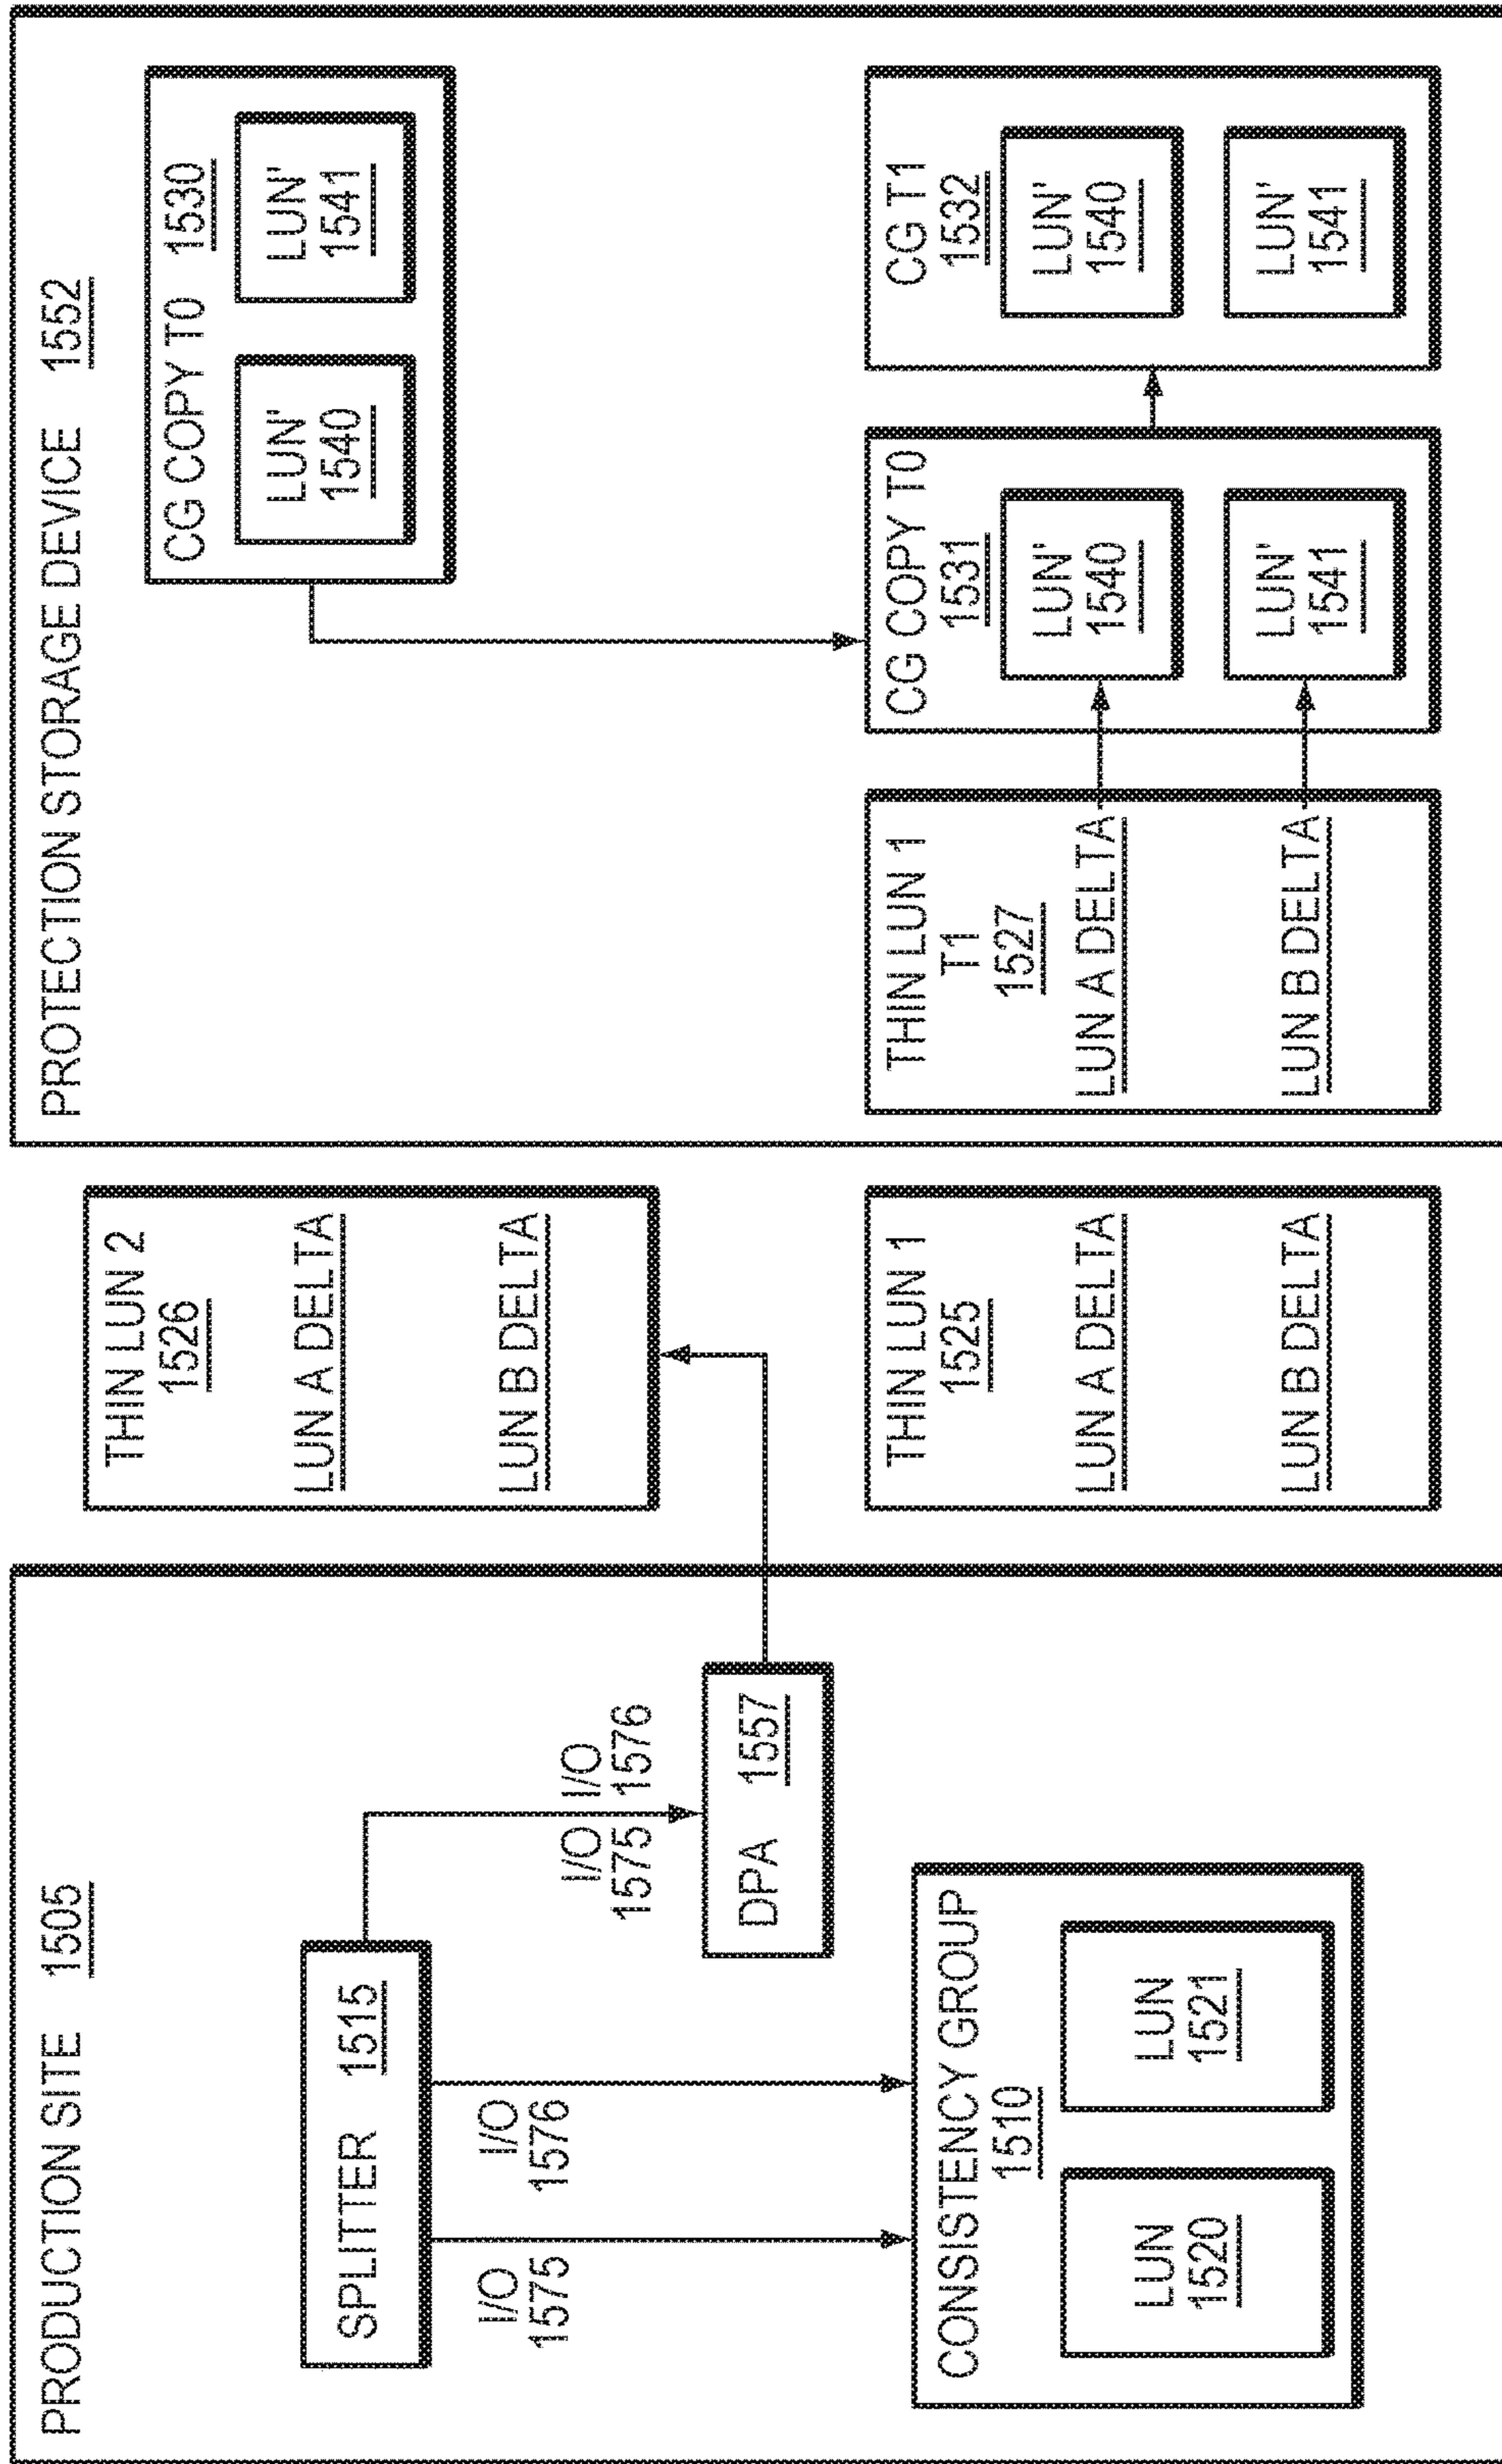 PRODUCTION SITE 1505
SPLITTER 1515
I/O
1575
I/O
1576
I/O I/O
1575 1576
DPA 1557
CONSISTENCY GROUP
1510
LUN
1520
LUN
1521
THIN LUN 2
1526
LUN A DELTA
LUN B DELTA
THIN LUN 1
1525
LUN A DELTA
LUN B DELTA
PROTECTION STORAGE DEVICE 1552
CG COPY T0 1530
LUN'
1540
LUN'
1541
THIN LUN 1
T1
1527
LUN A DELTA
LUN B DELTA
CG COPY T0
1531
LUN'
1540
LUN'
1541
CG T1
1532
LUN'
1540
LUN'
1541